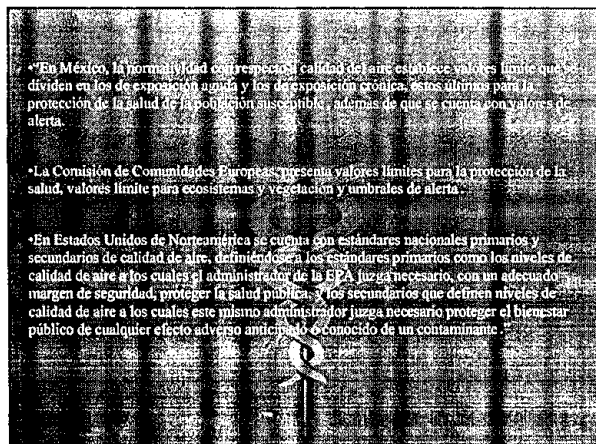 •"En México, la normatividad con respecto a calidad del aire establece valores límite que se
dividen en los de exposición aguda y los de exposición crónica, estos últimos para la
protección de la salud de la población susceptible , además de que se cuenta con valores de
alerta.
•La Comisión de Comunidades Europeas, presenta valores límites para la protección de la
salud, valores límite para ecosistemas y vegetación y umbrales de alerta .
•En Estados Unidos de Norteamérica se cuenta con estándares nacionales primarios y
secundarios de calidad de aire, definiéndose a los estándares primarios como los niveles de
calidad de aire a los cuales el administrador de la EPA juzga necesario, con un adecuado
margen de seguridad, proteger la salud pública, y los secundarios que definen niveles de
calidad de aire a los cuales este mismo administrador juzga necesario proteger el bienestar
público de cualquier efecto adverso anticipado o conocido de un contaminante ."